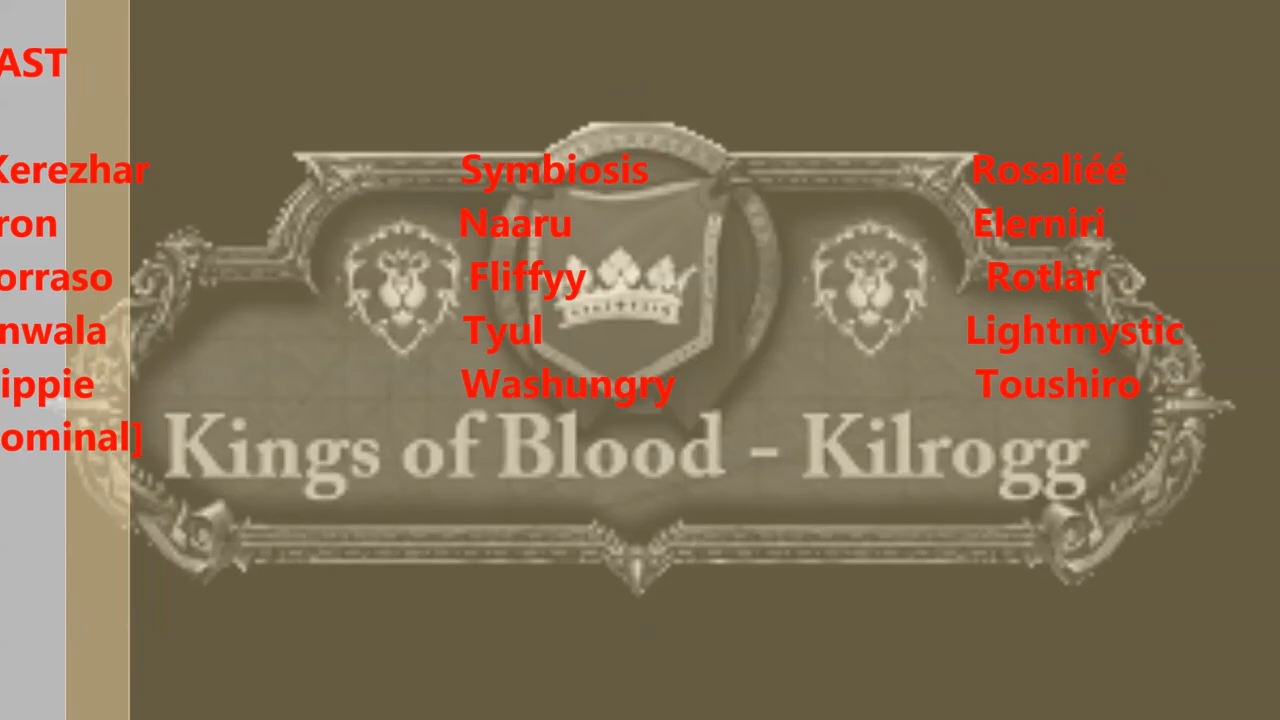 AST
Kerezhar Symbiosis Rosaliéé
ron Naaru Elerniri
orraso Fliffyy Rotlar
nwala Tyul Lightmystic
ippie Washungry Toushiro
ominal]
Kings of Blood - Kilrogg